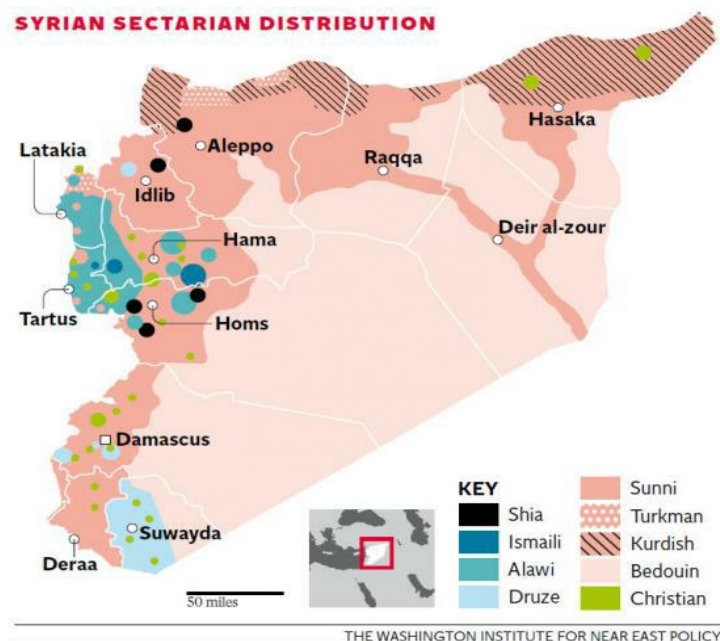 SYRIAN SECTARIAN DISTRIBUTION
Latakia
Aleppo
Hasaka
Raqqa
Idlib
Deir al-zour
Hama
Tartus
Homs
Damascus
Suwayda
Deraa
50 miles
KEY
Shia
Ismaili
Alawi
Druze
Sunni
Turkman
Kurdish
Bedouin
Christian
THE WASHINGTON INSTITUTE FOR NEAR EAST POLICY